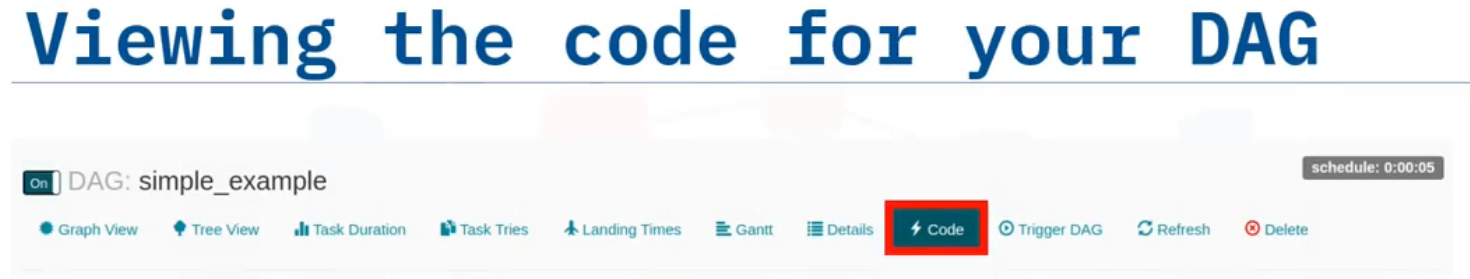 Viewing the code for your DAG
schedule: 0:00:05
On DAG: simple_example
Graph View Tree View Task Duration Task Tries Landing Times Gantt Details Code Trigger DAG Refresh Delete